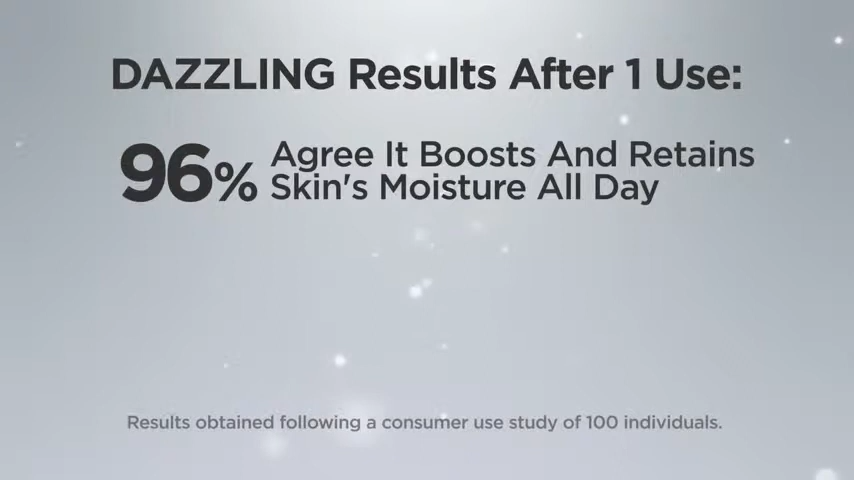 DAZZLING Results After 1 Use:
96% Agree It Boosts And Retains
Skin's Moisture All Day
Results obtained following a consumer use study of 100 individuals.